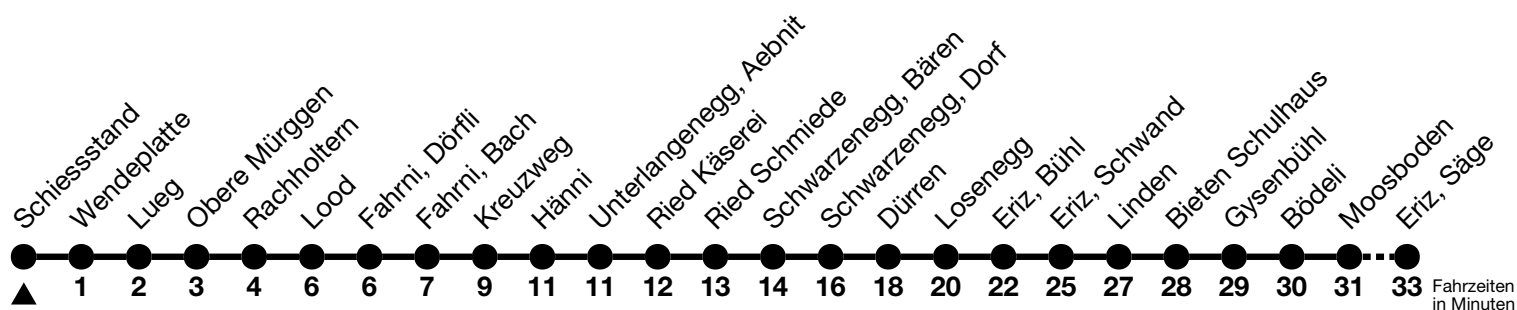 Schiessstand
Wendeplatte
Lueg
Obere Mürggen
Rachholtern
Lood
Fahrni, Dörfli
Fahrni, Bach
Kreuzweg
Hänni
Unterlangenegg, Aebnit
Ried Käserei
Ried Schmiede
Schwarzenegg, Bären
Schwarzenegg, Dorf
Dürren
Losenegg
Eriz, Bühl
Eriz, Schwand
Linden
Bieten Schulhaus
Gysenbühl
Bödeli
Moosboden
Eriz, Säge
1 2 3 4 6 6 7 9 11 11 12 13 14 16 18 20 22 25 27 28 29 30 31 33
Fahrzeiten
in Minuten